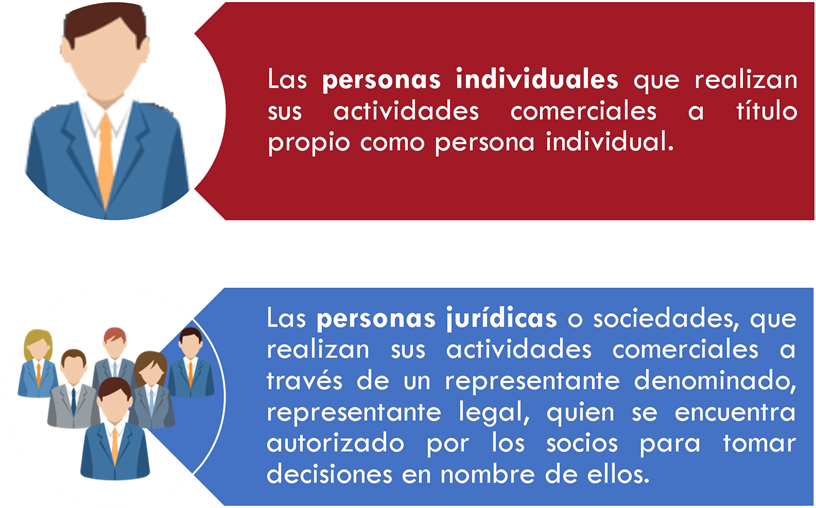 Las personas individuales que realizan
sus actividades comerciales a título
propio como persona individual.
Las personas jurídicas o sociedades, que
realizan sus actividades comerciales a
través de un representante denominado,
representante legal, quien se encuentra
autorizado por los socios para tomar
decisiones en nombre de ellos.